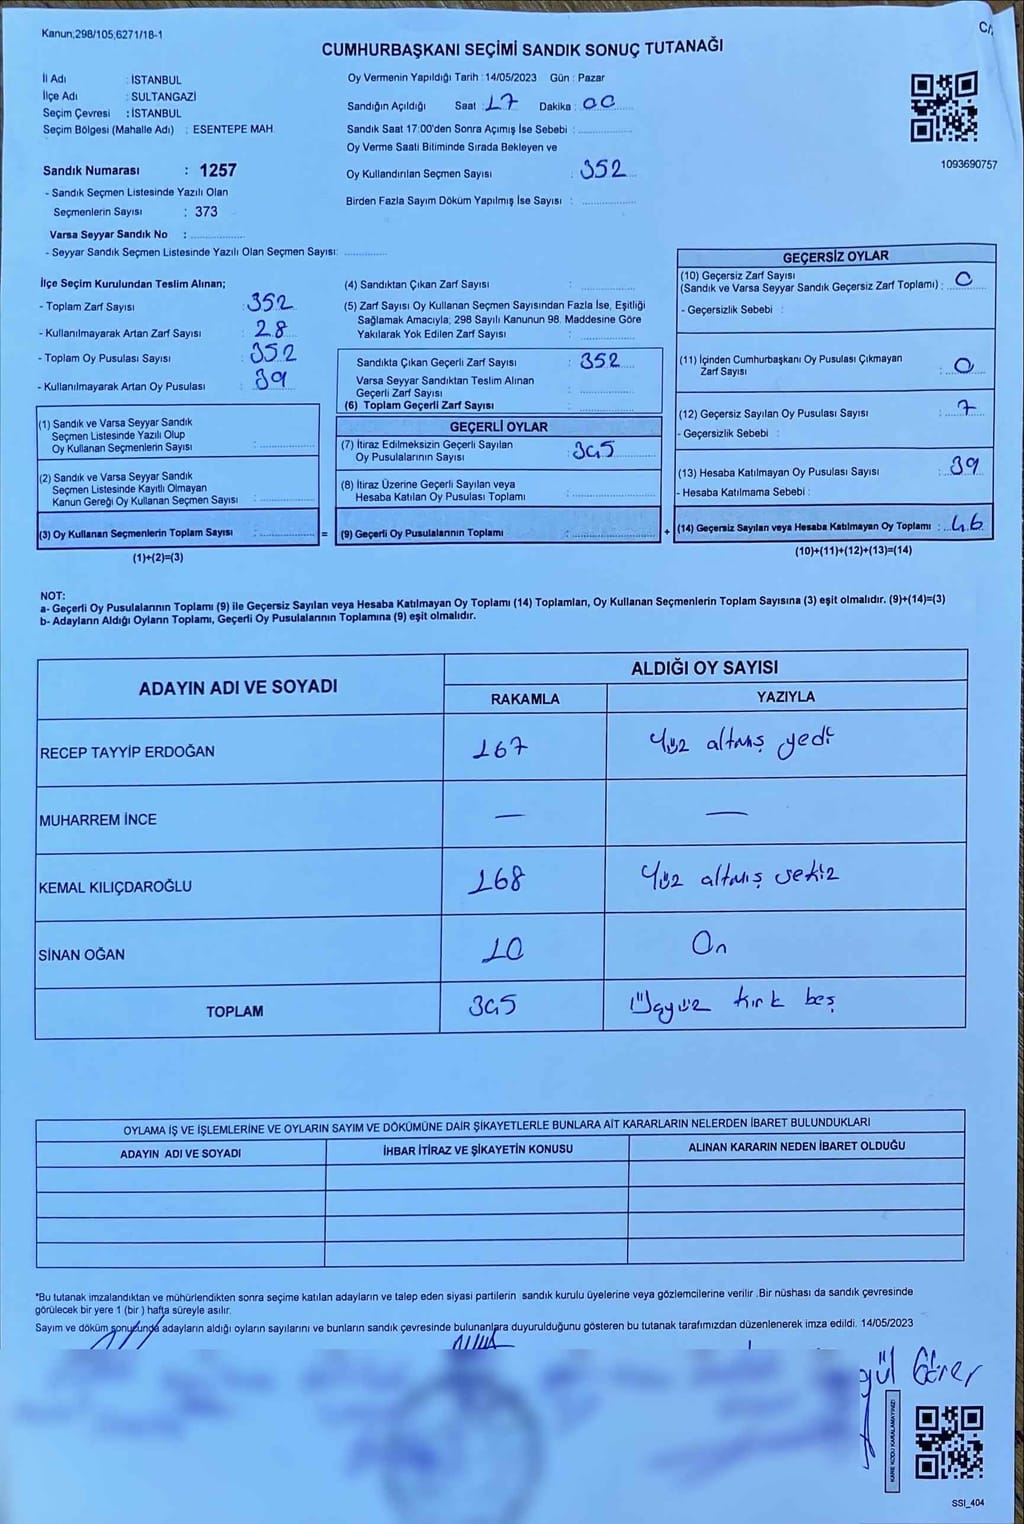 Kanun;298/105,6271/18-1
CUMHURBAŞKANI SEÇİMİ SANDIK SONUÇ TUTANAĞI
İl Adı : İSTANBUL
İlçe Adı : SULTANGAZİ
Seçim Çevresi : İSTANBUL
Seçim Bölgesi (Mahalle Adı) : ESENTEPE MAH.
Sandık Numarası : 1257
- Sandık Seçmen Listesinde Yazılı Olan
Seçmenlerin Sayısı : 373
Varsa Seyyar Sandık No :
- Seyyar Sandık Seçmen Listesinde Yazılı Olan Seçmen Sayısı:
Oy Vermenin Yapıldığı Tarih : 14/05/2023 Gün : Pazar
Sandığın Açıldığı Saat : 17 Dakika : 00
Sandık Saat 17:00'den Sonra Açımış İse Sebebi :
Oy Verme Saati Bitiminde Sırada Bekleyen ve
Oy Kullandırılan Seçmen Sayısı : 352
Birden Fazla Sayım Döküm Yapılmış İse Sayısı :
1093690757
İlçe Seçim Kurulundan Teslim Alınan;
- Toplam Zarf Sayısı : 352
- Kullanılmayarak Artan Zarf Sayısı : 28
- Toplam Oy Pusulası Sayısı : 352
- Kullanılmayarak Artan Oy Pusulası : 39
(1) Sandık ve Varsa Seyyar Sandık
Seçmen Listesinde Yazılı Olup
Oy Kullanan Seçmenlerin Sayısı :
(2) Sandık ve Varsa Seyyar Sandık
Seçmen Listesinde Kayıtlı Olmayan
Kanun Gereği Oy Kullanan Seçmen Sayısı :
(3) Oy Kullanan Seçmenlerin Toplam Sayısı :
(1)+(2)=(3)
=
(4) Sandıktan Çıkan Zarf Sayısı :
(5) Zarf Sayısı Oy Kullanan Seçmen Sayısından Fazla İse, Eşitliği
Sağlamak Amacıyla; 298 Sayılı Kanunun 98. Maddesine Göre
Yakılarak Yok Edilen Zarf Sayısı :
Sandıkta Çıkan Geçerli Zarf Sayısı : 352
Varsa Seyyar Sandıktan Teslim Alınan
Geçerli Zarf Sayısı :
(6) Toplam Geçerli Zarf Sayısı :
GEÇERLİ OYLAR
(7) İtiraz Edilmeksizin Geçerli Sayılan
Oy Pusulalarının Sayısı : 345
(8) İtiraz Üzerine Geçerli Sayılan veya
Hesaba Katılan Oy Pusulası Toplamı :
(9) Geçerli Oy Pusulalarının Toplamı :
+
GEÇERSİZ OYLAR
(10) Geçersiz Zarf Sayısı
(Sandık ve Varsa Seyyar Sandık Geçersiz Zarf Toplamı) : 0
- Geçersizlik Sebebi :
(11) İçinden Cumhurbaşkanı Oy Pusulası Çıkmayan
Zarf Sayısı : 0
(12) Geçersiz Sayılan Oy Pusulası Sayısı : 7
- Geçersizlik Sebebi :
(13) Hesaba Katılmayan Oy Pusulası Sayısı : 39
- Hesaba Katılmama Sebebi :
(14) Geçersiz Sayılan veya Hesaba Katılmayan Oy Toplamı : 46
(10)+(11)+(12)+(13)=(14)
NOT:
a- Geçerli Oy Pusulalarının Toplamı (9) ile Geçersiz Sayılan veya Hesaba Katılmayan Oy Toplamı (14) Toplamları, Oy Kullanan Seçmenlerin Toplam Sayısına (3) eşit olmalıdır. (9)+(14)=(3)
b- Adayların Aldığı Oyların Toplamı, Geçerli Oy Pusulalarının Toplamına (9) eşit olmalıdır.
ADAYIN ADI VE SOYADI ALDIĞI OY SAYISI
RAKAMLA YAZIYLA
RECEP TAYYİP ERDOĞAN 167 Yüz altmış yedi
MUHARREM İNCE — —
KEMAL KILIÇDAROĞLU 168 Yüz altmış sekiz
SİNAN OĞAN 10 On
TOPLAM 345 Üçyüz kırk beş
OYLAMA İŞ VE İŞLEMLERİNE VE OYLARIN SAYIM VE DÖKÜMÜNE DAİR ŞİKAYETLERLE BUNLARA AİT KARARLARIN NELERDEN İBARET BULUNDUKLARI
ADAYIN ADI VE SOYADI İHBAR İTİRAZ VE ŞİKAYETİN KONUSU ALINAN KARARIN NEDEN İBARET OLDUĞU
*Bu tutanak imzalandıktan ve mühürlendikten sonra seçime katılan adayların ve talep eden siyasi partilerin sandık kurulu üyelerine veya gözlemcilerine verilir .Bir nüshası da sandık çevresinde
görülecek bir yere 1 (bir ) hafta süreyle asılır.
Sayım ve döküm sonucunda adayların aldığı oyların sayılarını ve bunların sandık çevresinde bulunanlara duyurulduğunu gösteren bu tutanak tarafımızdan düzenlenerek imza edildi. 14/05/2023
Görer
KARE KODU KARALAMAYINIZ!
SSI_404